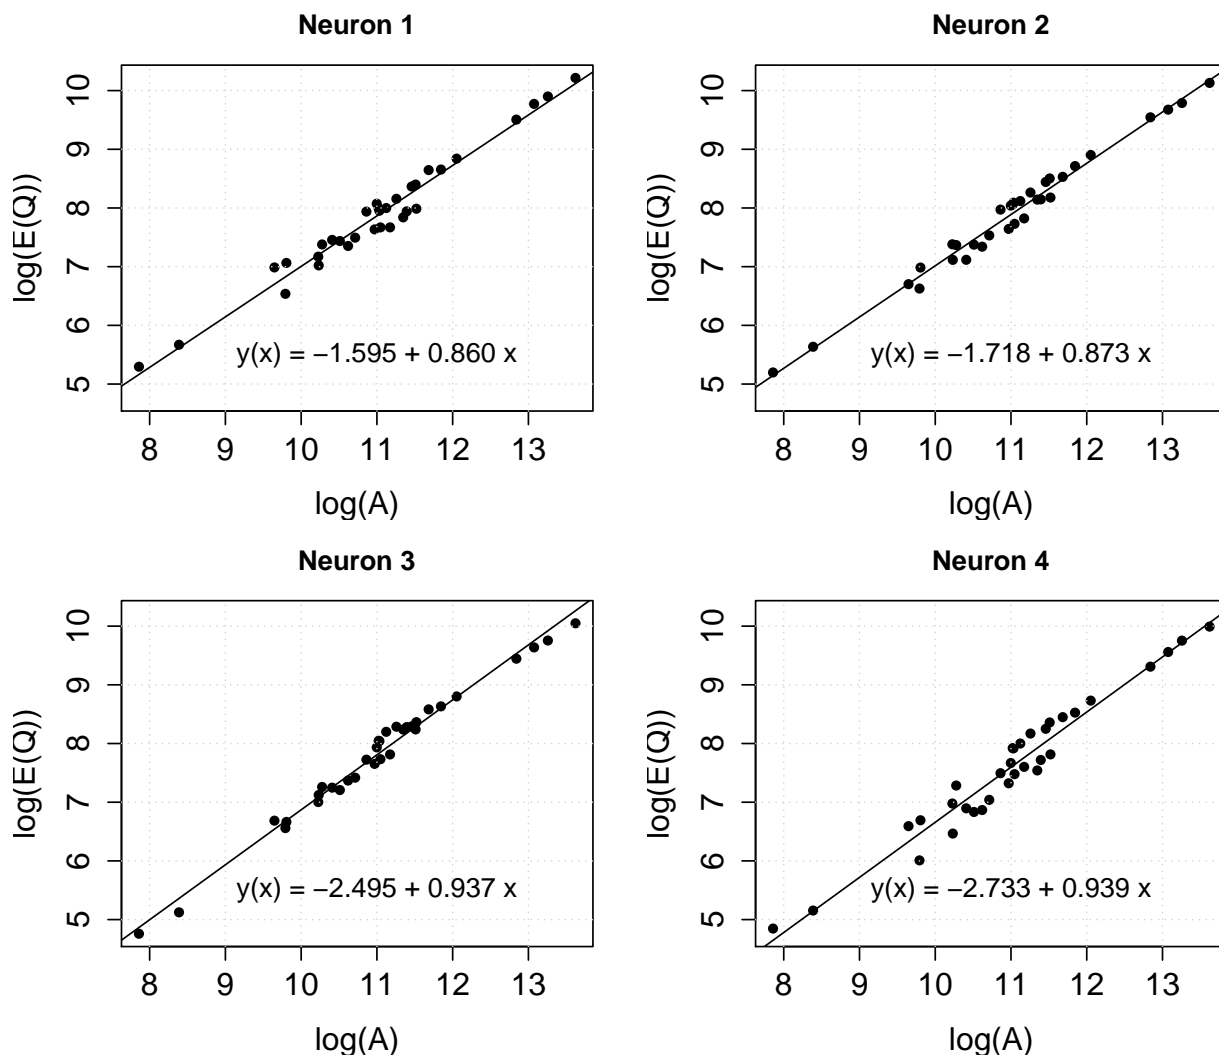 Neuron 1
log(E(Q))
10
9
8
7
6
5
y(x) = −1.595 + 0.860 x
8 9 10 11 12 13
log(A)
Neuron 2
log(E(Q))
10
9
8
7
6
5
y(x) = −1.718 + 0.873 x
8 9 10 11 12 13
log(A)
Neuron 3
log(E(Q))
10
9
8
7
6
5
y(x) = −2.495 + 0.937 x
8 9 10 11 12 13
log(A)
Neuron 4
log(E(Q))
10
9
8
7
6
5
y(x) = −2.733 + 0.939 x
8 9 10 11 12 13
log(A)